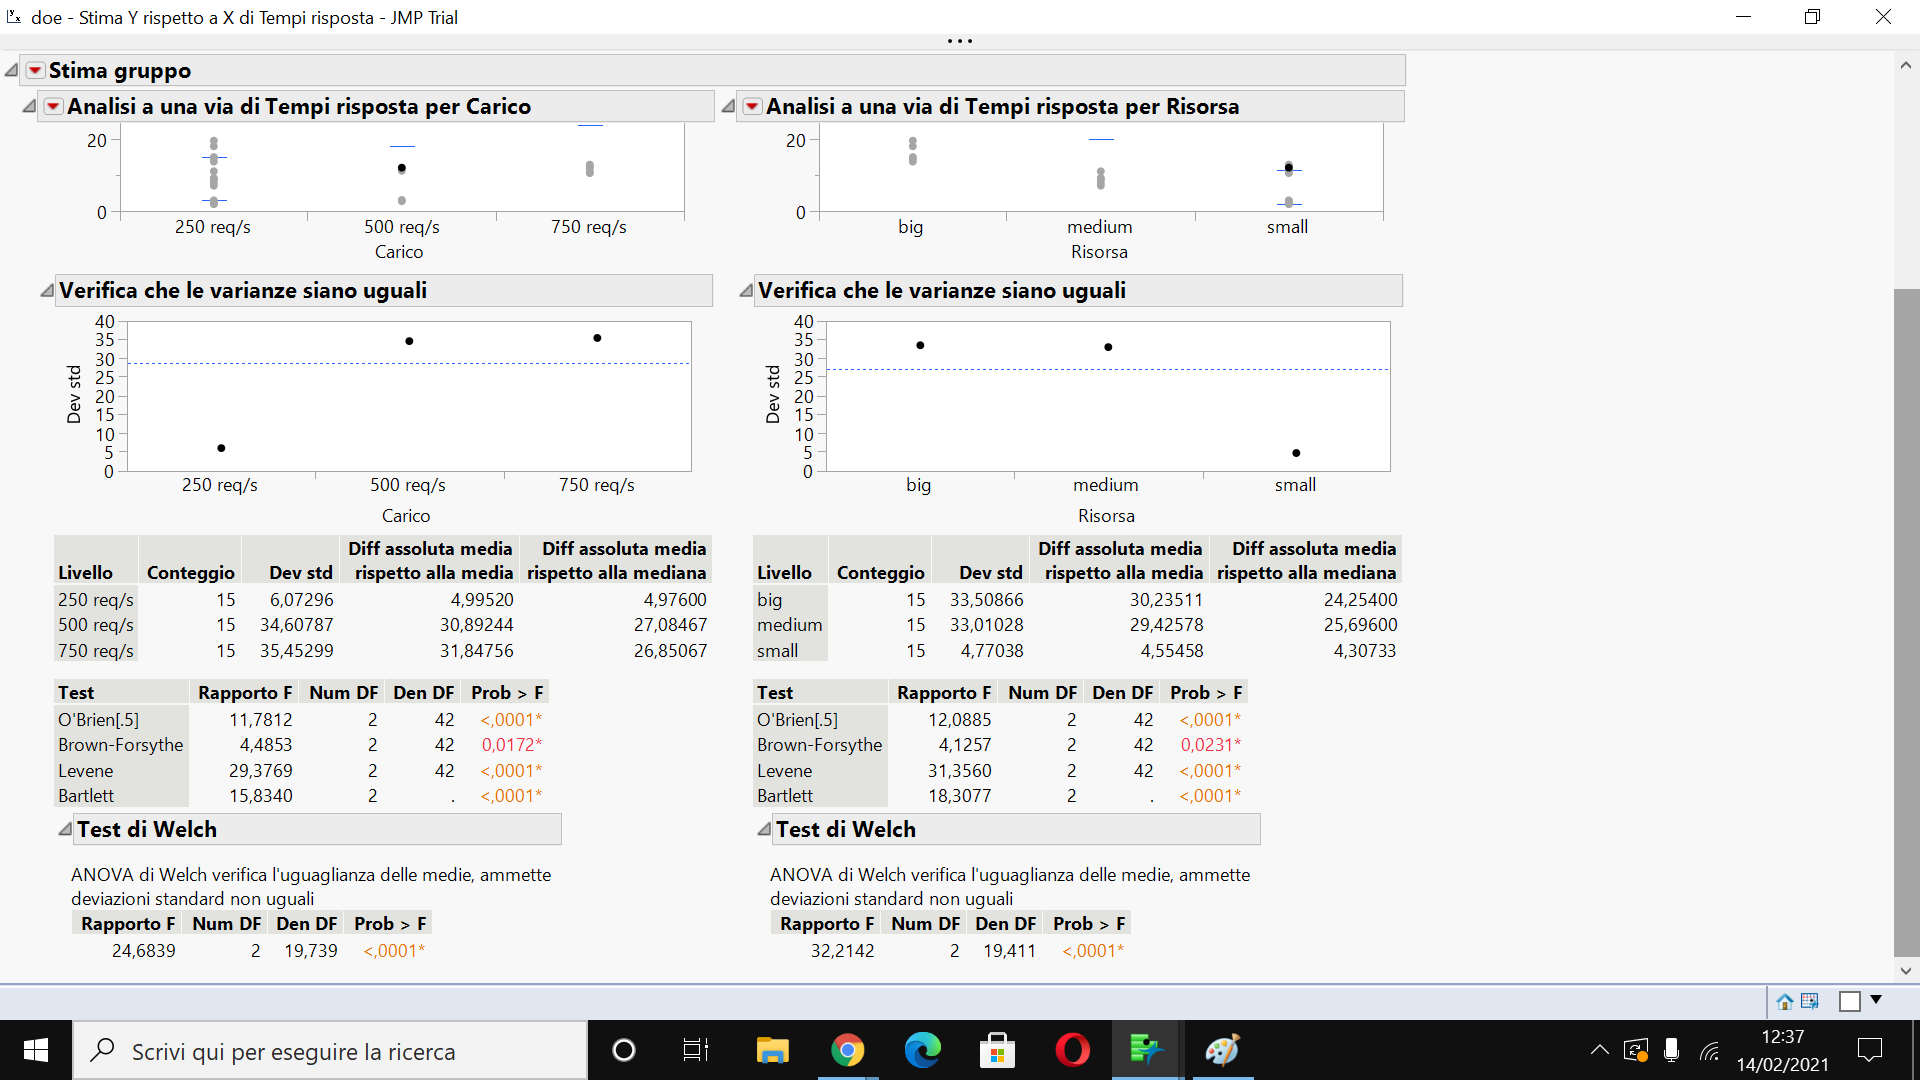 doe - Stima Y rispetto a X di Tempi risposta - JMP Trial
Stima gruppo
Analisi a una via di Tempi risposta per Carico
20
0
250 req/s 500 req/s 750 req/s
Carico
Verifica che le varianze siano uguali
Dev std
40
35
30
25
20
15
10
5
0
250 req/s 500 req/s 750 req/s
Carico
Livello Conteggio Dev std Diff assoluta media rispetto alla media Diff assoluta media rispetto alla mediana
250 req/s 15 6,07296 4,99520 4,97600
500 req/s 15 34,60787 30,89244 27,08467
750 req/s 15 35,45299 31,84756 26,85067
Test Rapporto F Num DF Den DF Prob > F
O'Brien[.5] 11,7812 2 42 <,0001*
Brown-Forsythe 4,4853 2 42 0,0172*
Levene 29,3769 2 42 <,0001*
Bartlett 15,8340 2 . <,0001*
Test di Welch
ANOVA di Welch verifica l'uguaglianza delle medie, ammette
deviazioni standard non uguali
Rapporto F Num DF Den DF Prob > F
24,6839 2 19,739 <,0001*
Analisi a una via di Tempi risposta per Risorsa
20
0
big medium small
Risorsa
Verifica che le varianze siano uguali
Dev std
40
35
30
25
20
15
10
5
0
big medium small
Risorsa
Livello Conteggio Dev std Diff assoluta media rispetto alla media Diff assoluta media rispetto alla mediana
big 15 33,50866 30,23511 24,25400
medium 15 33,01028 29,42578 25,69600
small 15 4,77038 4,55458 4,30733
Test Rapporto F Num DF Den DF Prob > F
O'Brien[.5] 12,0885 2 42 <,0001*
Brown-Forsythe 4,1257 2 42 0,0231*
Levene 31,3560 2 42 <,0001*
Bartlett 18,3077 2 . <,0001*
Test di Welch
ANOVA di Welch verifica l'uguaglianza delle medie, ammette
deviazioni standard non uguali
Rapporto F Num DF Den DF Prob > F
32,2142 2 19,411 <,0001*
Scrivi qui per eseguire la ricerca
12:37
14/02/2021